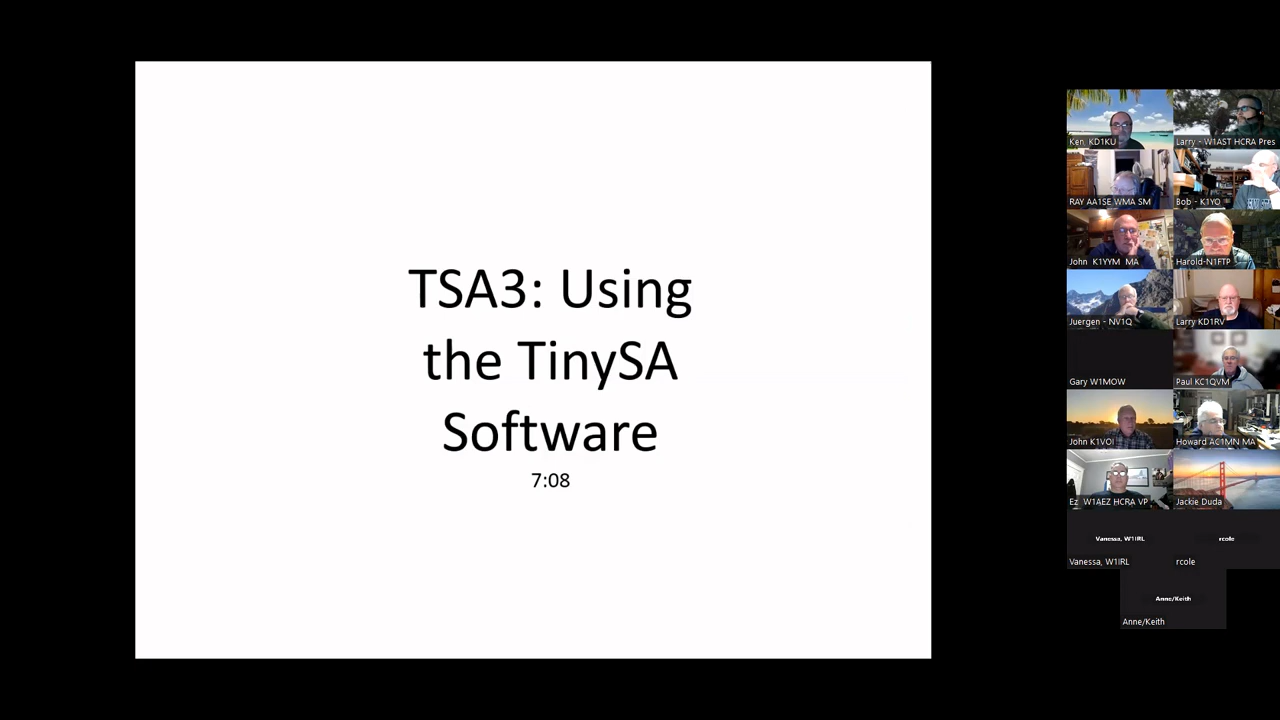 TSA3: Using
the TinySA
Software
7:08
Ken KD1KU
Larry - W1AST HCRA Pres
RAY AA1SE WMA SM
Bob - K1YO
John K1YYM MA
Harold-N1FTP
Juergen - NV1Q
Larry KD1RV
Gary W1MOW
Paul KC1QVM
John K1VOI
Howard AC1MN MA
Ez W1AEZ HCRA VP
Jackie Duda
Vanessa, W1IRL
rcole
Vanessa, W1IRL
rcole
Anne/Keith
Anne/Keith